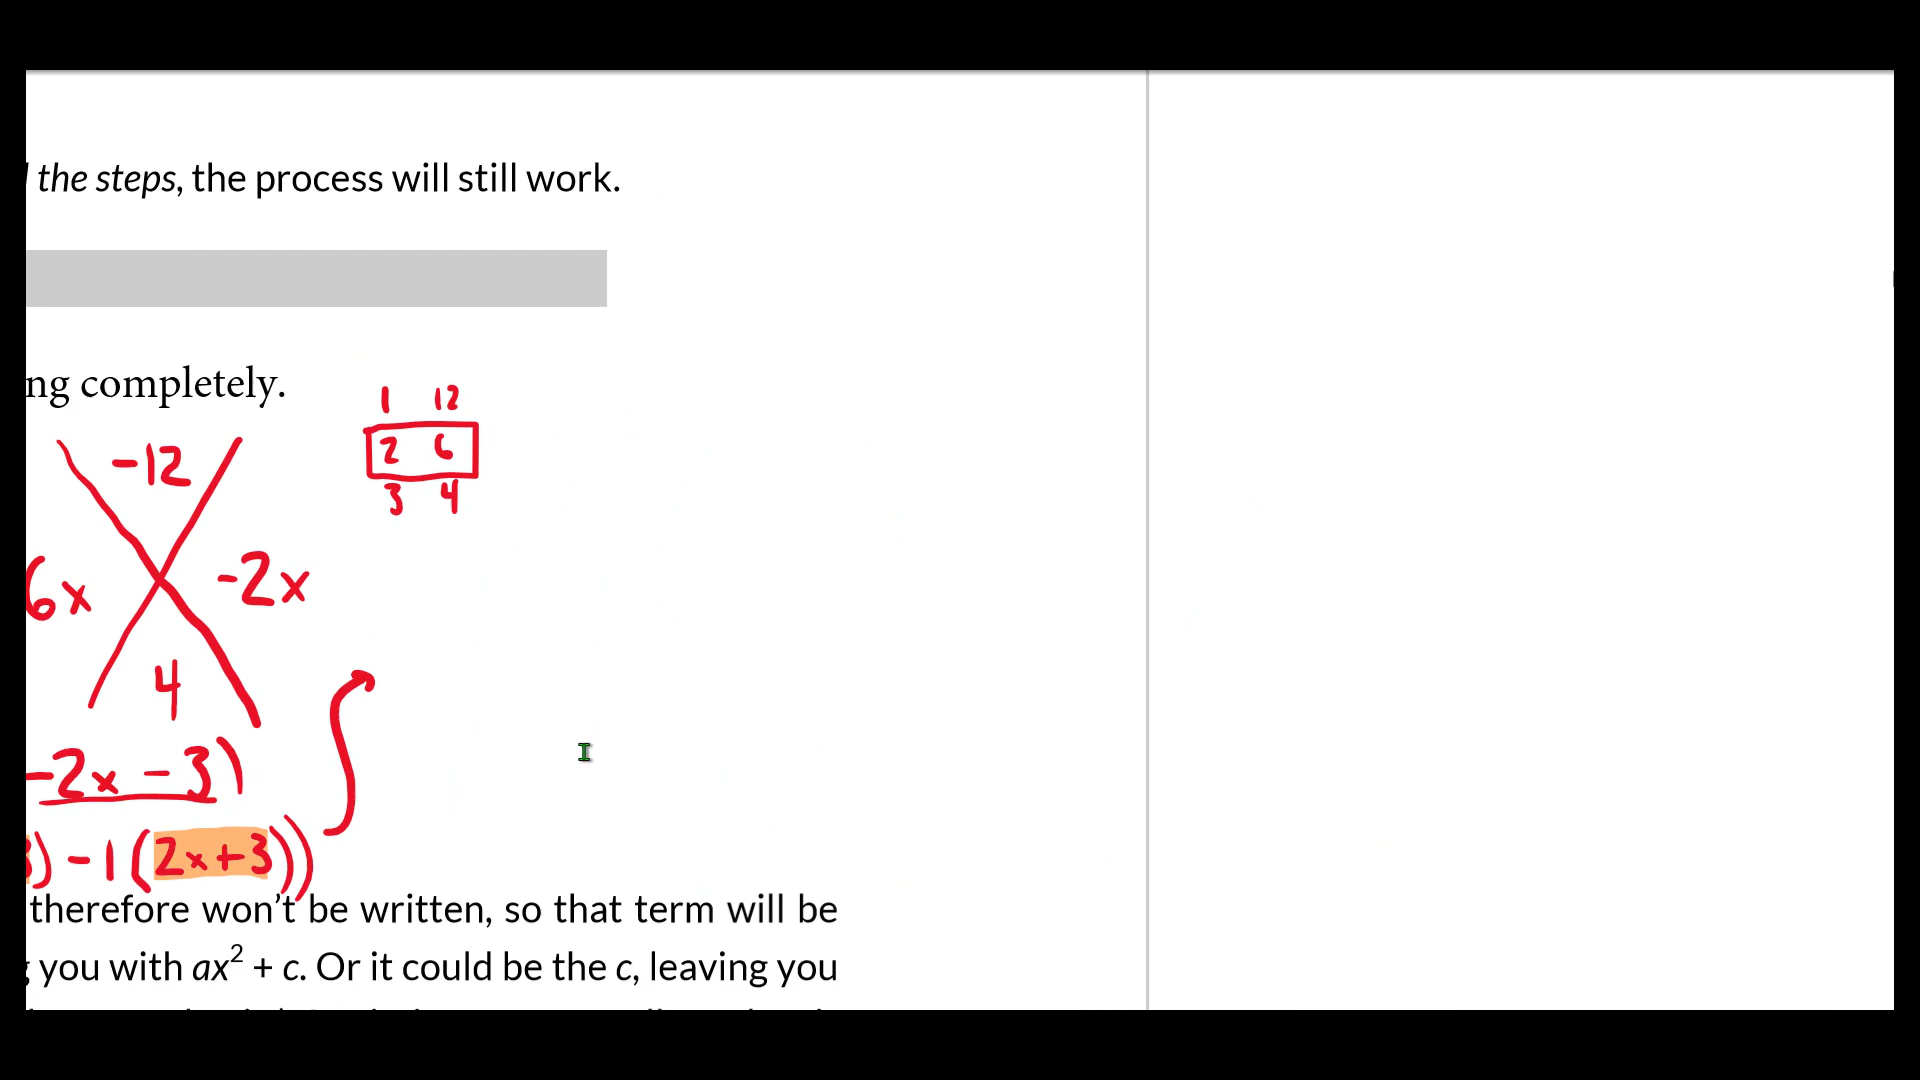 the steps, the process will still work.
ng completely.
1 12
2 6
3 4
-12
6x -2x
4
-2x - 3)
) - 1 (2x + 3))
therefore won't be written, so that term will be
you with ax² + c. Or it could be the c, leaving you